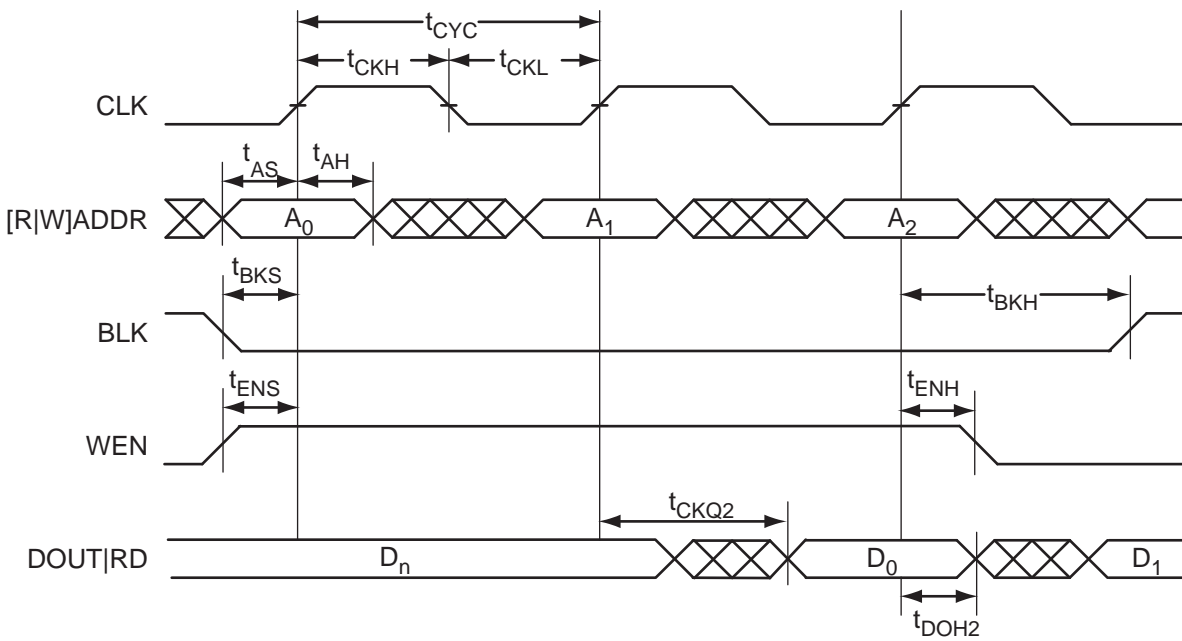 tCYC
tCKH tCKL
CLK
tAS tAH
[R|W]ADDR A0 A1 A2
tBKS tBKH
BLK
tENS tENH
WEN
tCKQ2
DOUT|RD Dn D0 D1
tDOH2